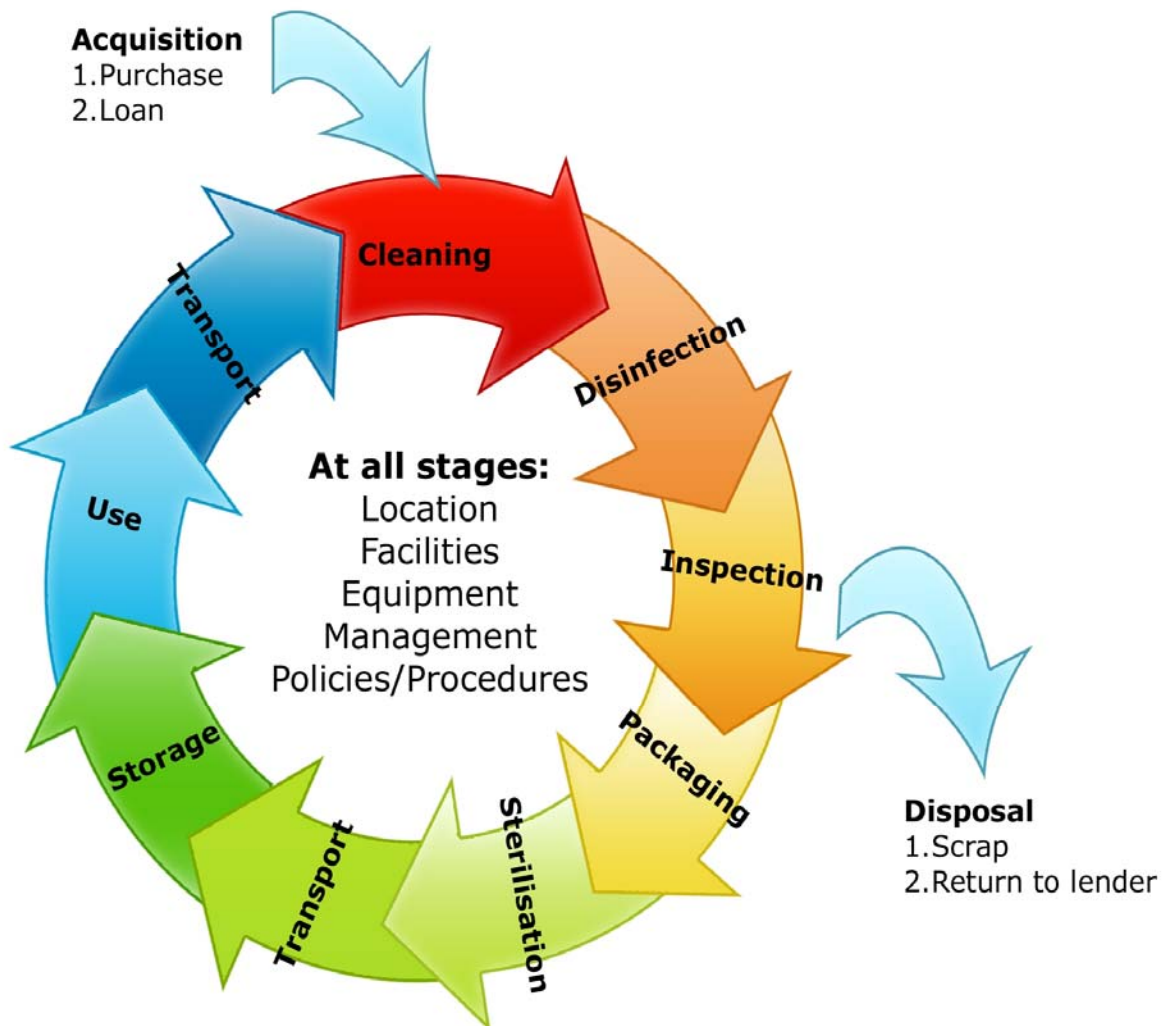 Acquisition
1.Purchase
2.Loan
Cleaning
Disinfection
Inspection
Packaging
Sterilisation
Transport
Storage
Use
Transport
At all stages:
Location
Facilities
Equipment
Management
Policies/Procedures
Disposal
1.Scrap
2.Return to lender